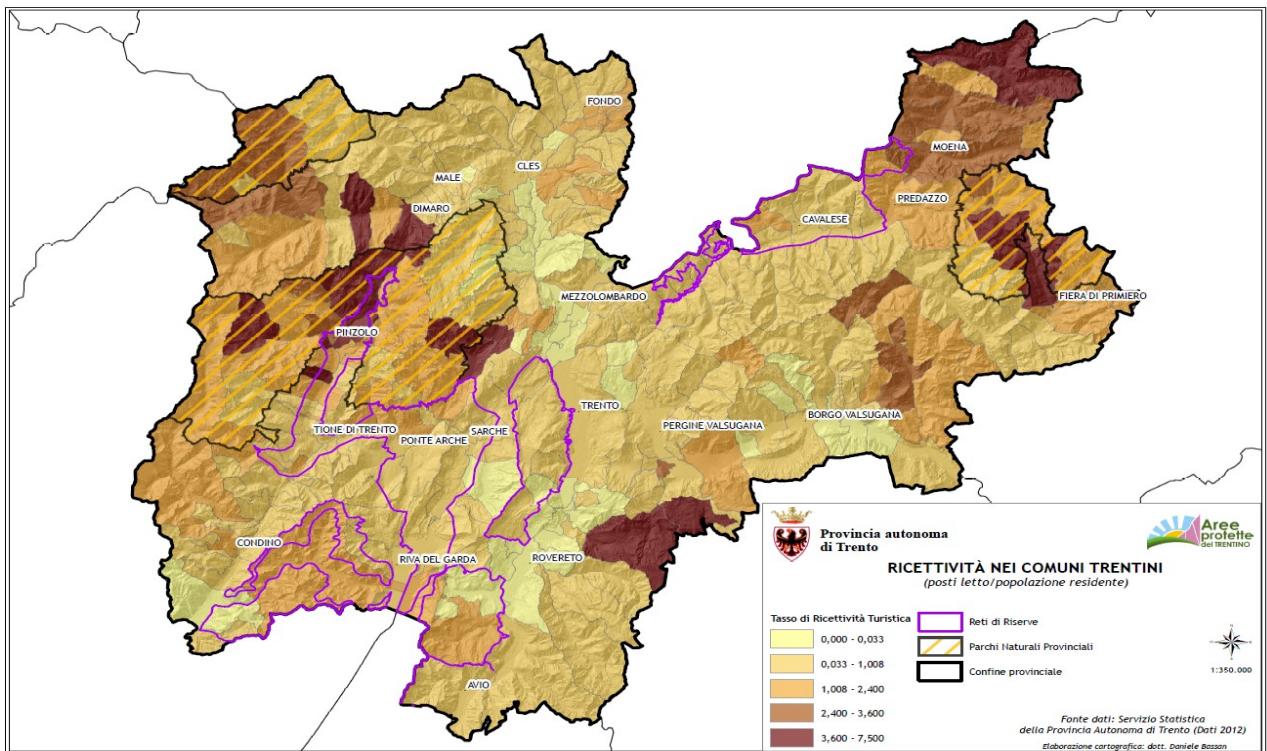 FONDO
CLES
MALE
DIMARO
MOENA
PREDAZZO
CAVALESE
FIERA DI PRIMIERO
MEZZOLOMBARDO
PINZOLO
TRENTO
TIONE DI TRENTO
PONTE ARCHE
SARCHE
PERGINE VALSUGANA
BORGO VALSUGANA
CONDINO
RIVA DEL GARDA
ROVERETO
AVIO
Provincia autonoma
di Trento
Aree
protette
del TRENTINO
RICETTIVITÀ NEI COMUNI TRENTINI
(posti letto/popolazione residente)
Tasso di Ricettività Turistica
0,000 - 0,033
0,033 - 1,008
1,008 - 2,400
2,400 - 3,600
3,600 - 7,500
Reti di Riserve
Parchi Naturali Provinciali
Confine provinciale
1:350.000
Fonte dati: Servizio Statistica
della Provincia Autonoma di Trento (Dati 2012)
Elaborazione cartografica: dott. Daniele Bassan